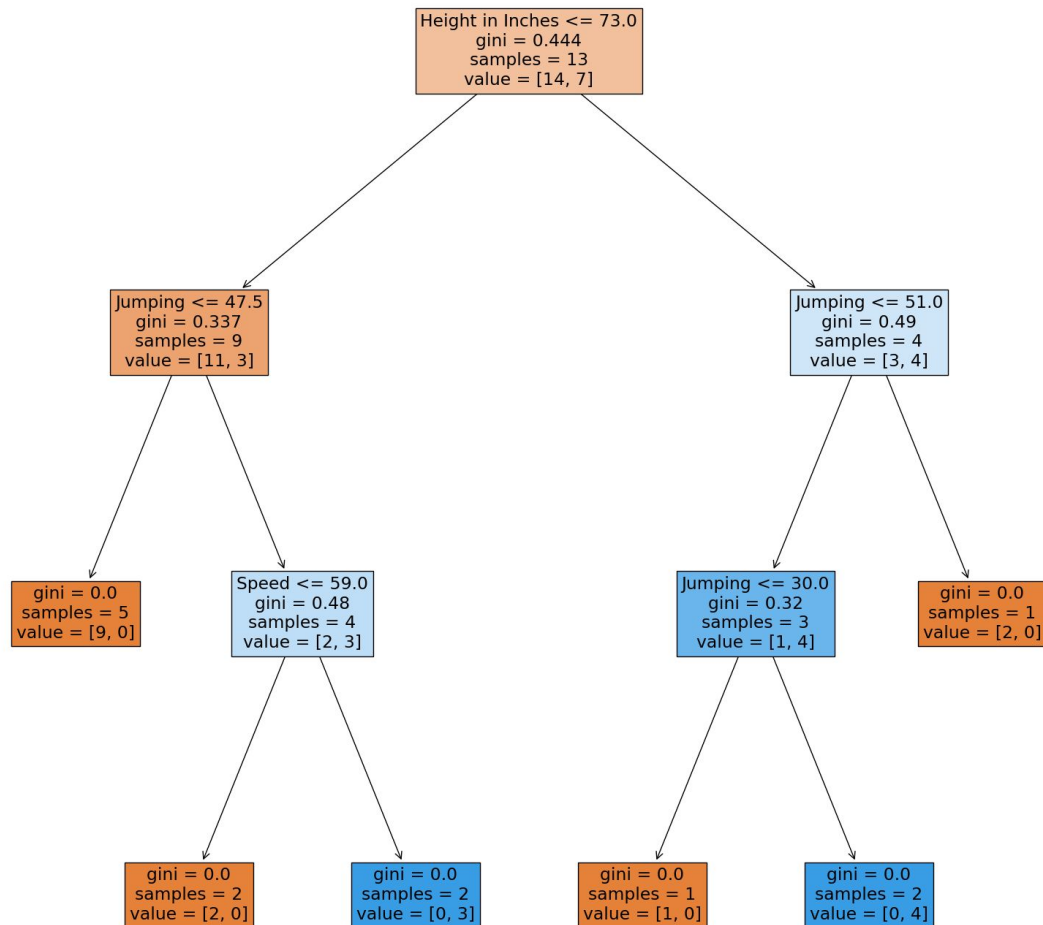 Height in Inches <= 73.0
gini = 0.444
samples = 13
value = [14, 7]
Jumping <= 47.5
gini = 0.337
samples = 9
value = [11, 3]
Jumping <= 51.0
gini = 0.49
samples = 4
value = [3, 4]
gini = 0.0
samples = 5
value = [9, 0]
Speed <= 59.0
gini = 0.48
samples = 4
value = [2, 3]
Jumping <= 30.0
gini = 0.32
samples = 3
value = [1, 4]
gini = 0.0
samples = 1
value = [2, 0]
gini = 0.0
samples = 2
value = [2, 0]
gini = 0.0
samples = 2
value = [0, 3]
gini = 0.0
samples = 1
value = [1, 0]
gini = 0.0
samples = 2
value = [0, 4]